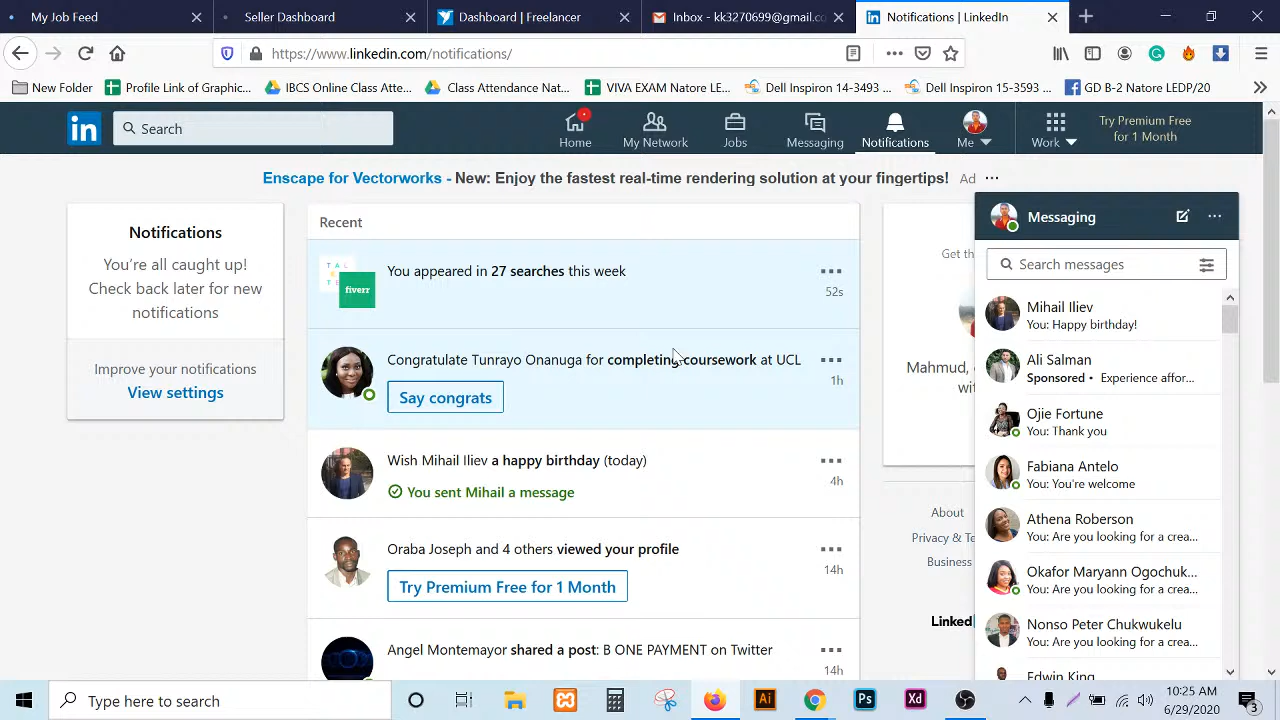 My Job Feed
Seller Dashboard
Dashboard | Freelancer
Inbox - kk3270699@gmail.co
Notifications | LinkedIn
https://www.linkedin.com/notifications/
New Folder
Profile Link of Graphic...
IBCS Online Class Atte...
Class Attendance Nat...
VIVA EXAM Natore LE...
Dell Inspiron 14-3493 ...
Dell Inspiron 15-3593 ...
GD B-2 Natore LEDP/20
in
Search
Home
My Network
Jobs
Messaging
Notifications
Me
Work
Try Premium Free
for 1 Month
Enscape for Vectorworks - New: Enjoy the fastest real-time rendering solution at your fingertips!
Ad
Notifications
You're all caught up!
Check back later for new
notifications
Improve your notifications
View settings
Recent
TAL
fiverr
You appeared in 27 searches this week
52s
Congratulate Tunrayo Onanuga for completing coursework at UCL
1h
Say congrats
Wish Mihail Iliev a happy birthday (today)
4h
You sent Mihail a message
Oraba Joseph and 4 others viewed your profile
14h
Try Premium Free for 1 Month
Angel Montemayor shared a post: B ONE PAYMENT on Twitter
14h
Get th
Mahmud,
wit
About
Privacy & Te
Business
Linked
Messaging
Search messages
Mihail Iliev
You: Happy birthday!
Ali Salman
Sponsored • Experience affor...
Ojie Fortune
You: Thank you
Fabiana Antelo
You: You're welcome
Athena Roberson
You: Are you looking for a crea...
Okafor Maryann Ogochuk...
You: Are you looking for a crea...
Nonso Peter Chukwukelu
You: Are you looking for a crea...
Edwin King
Type here to search
Ai
Ps
Xd
10:25 AM
6/29/2020
3